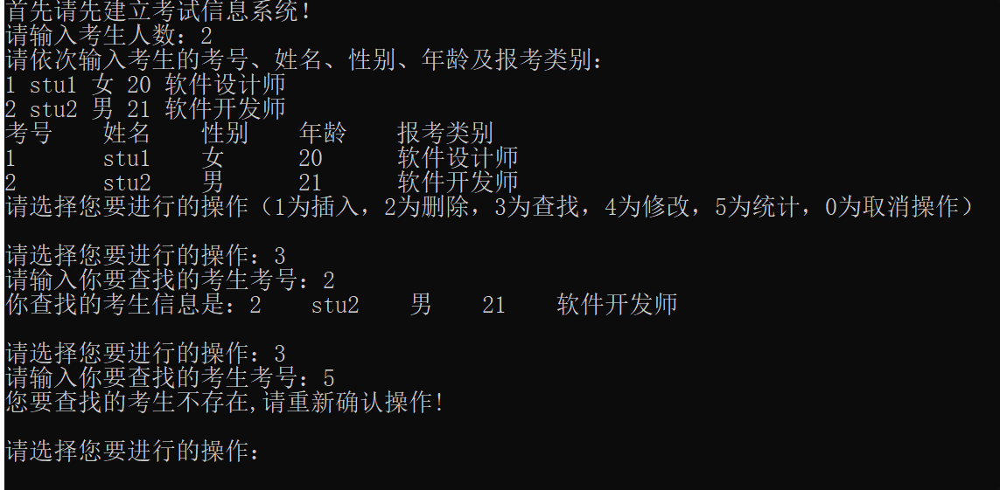 首先请先建立考试信息系统!
请输入考生人数：2
请依次输入考生的考号、姓名、性别、年龄及报考类别：
1 stu1 女 20 软件设计师
2 stu2 男 21 软件开发师
考号    姓名    性别    年龄    报考类别
1       stu1    女      20      软件设计师
2       stu2    男      21      软件开发师
请选择您要进行的操作（1为插入，2为删除，3为查找，4为修改，5为统计，0为取消操作）
请选择您要进行的操作：3
请输入你要查找的考生考号：2
你查找的考生信息是：2    stu2    男    21    软件开发师
请选择您要进行的操作：3
请输入你要查找的考生考号：5
您要查找的考生不存在,请重新确认操作!
请选择您要进行的操作：